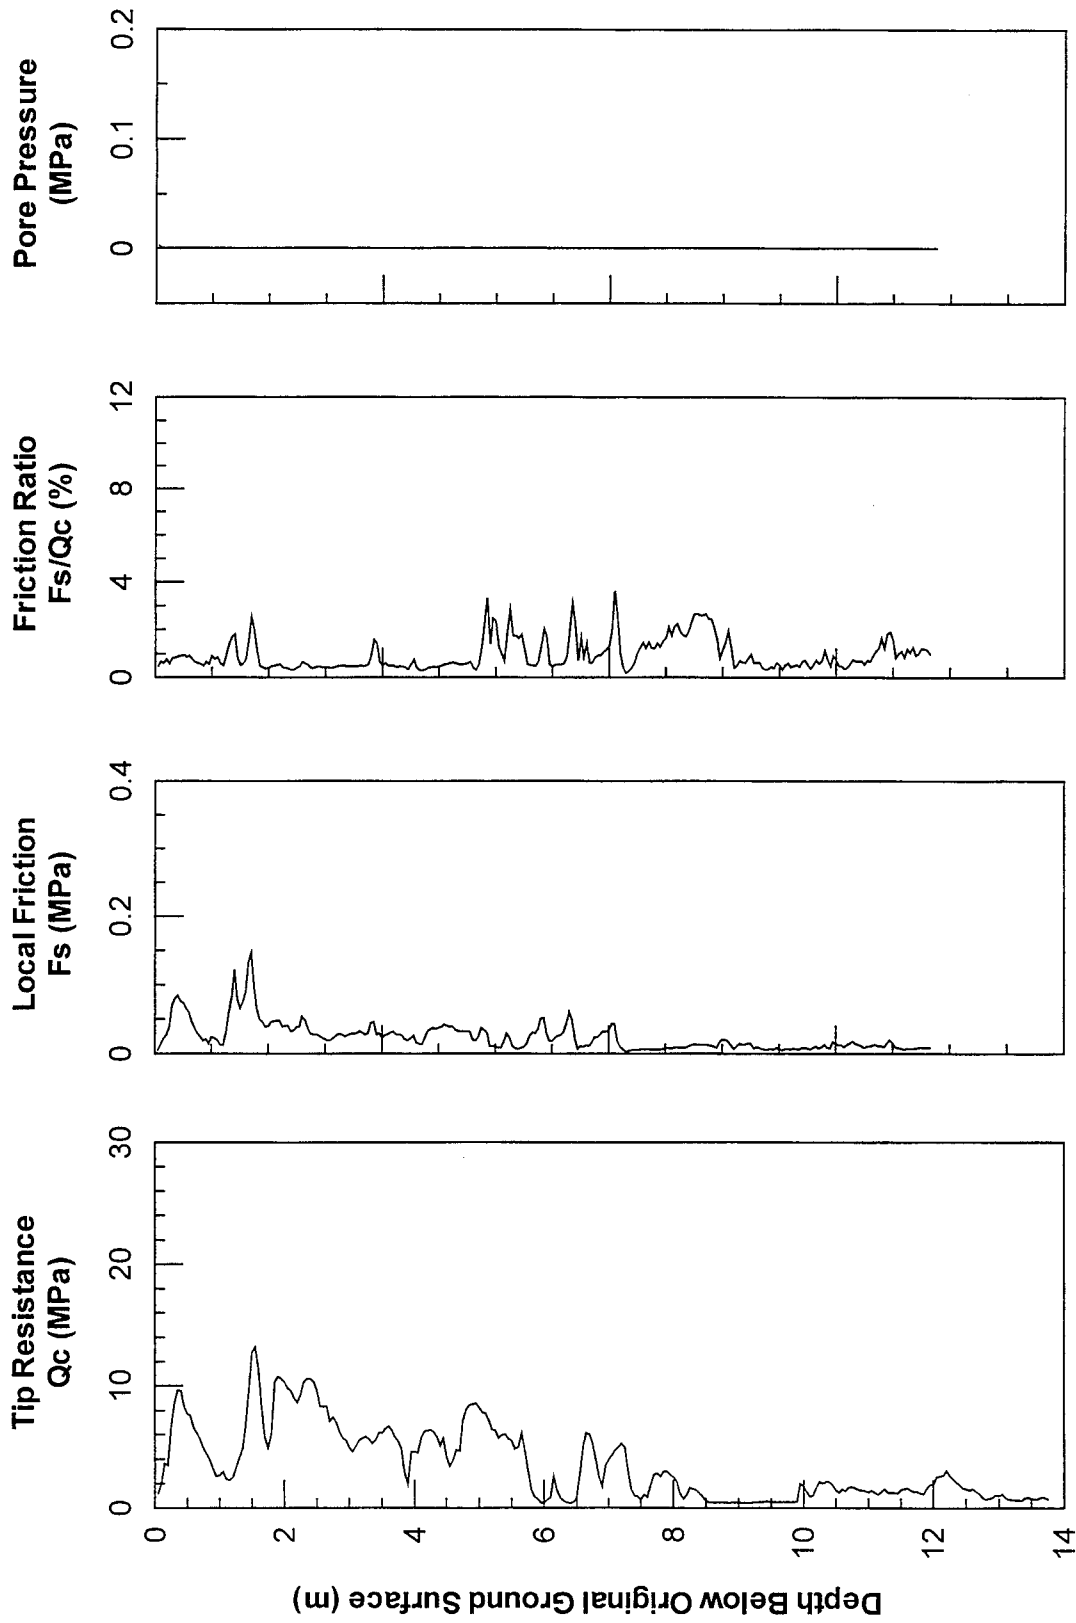 Tip Resistance
Qc (MPa)
0 10 20 30
Local Friction
Fs (MPa)
0 0.2 0.4
Friction Ratio
Fs/Qc (%)
0 4 8 12
Pore Pressure
(MPa)
0 0.1 0.2
Depth Below Original Ground Surface (m)
0
2
4
6
8
10
12
14